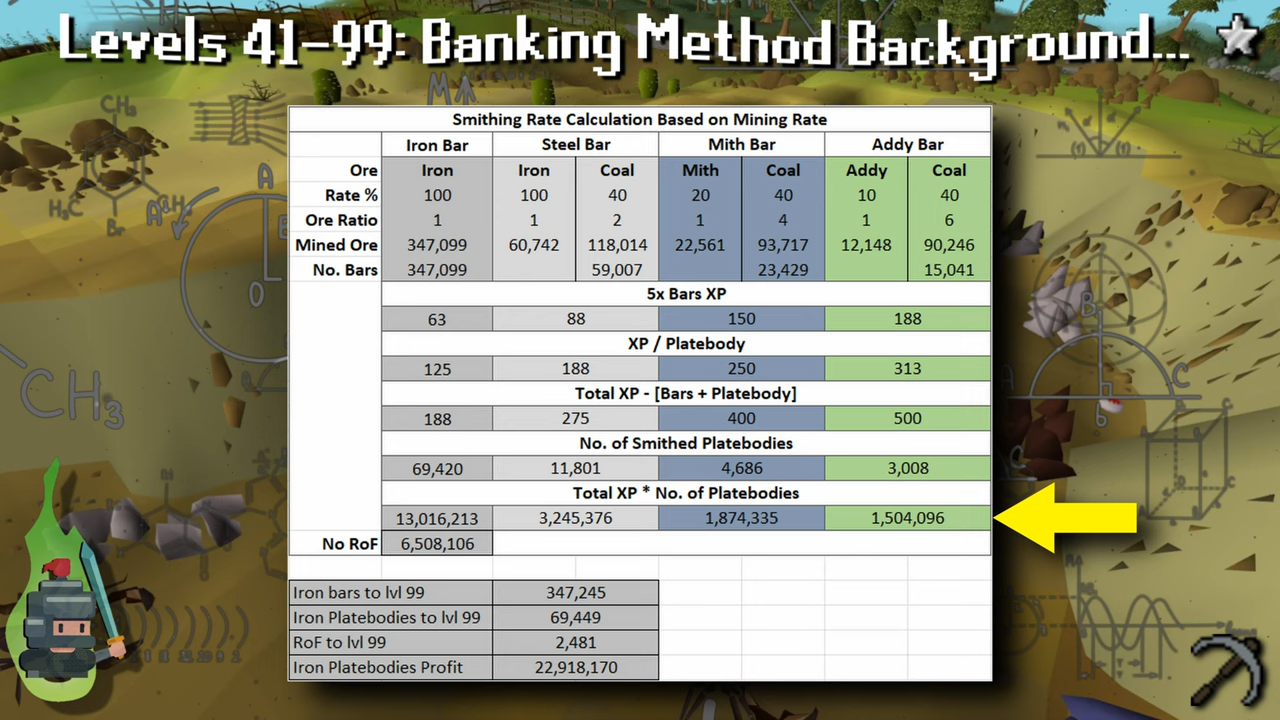 Levels 41-99: Banking Method Background...
Smithing Rate Calculation Based on Mining Rate
Iron Bar Steel Bar Mith Bar Addy Bar
Ore Iron Iron Coal Mith Coal Addy Coal
Rate % 100 100 40 20 40 10 40
Ore Ratio 1 1 2 1 4 1 6
Mined Ore 347,099 60,742 118,014 22,561 93,717 12,148 90,246
No. Bars 347,099 59,007 23,429 15,041
5x Bars XP
63 88 150 188
XP / Platebody
125 188 250 313
Total XP - [Bars + Platebody]
188 275 400 500
No. of Smithed Platebodies
69,420 11,801 4,686 3,008
Total XP * No. of Platebodies
13,016,213 3,245,376 1,874,335 1,504,096
No RoF 6,508,106
Iron bars to lvl 99 347,245
Iron Platebodies to lvl 99 69,449
RoF to lvl 99 2,481
Iron Platebodies Profit 22,918,170
CH3
H3C
Br
A
B
O
CH3
B
C